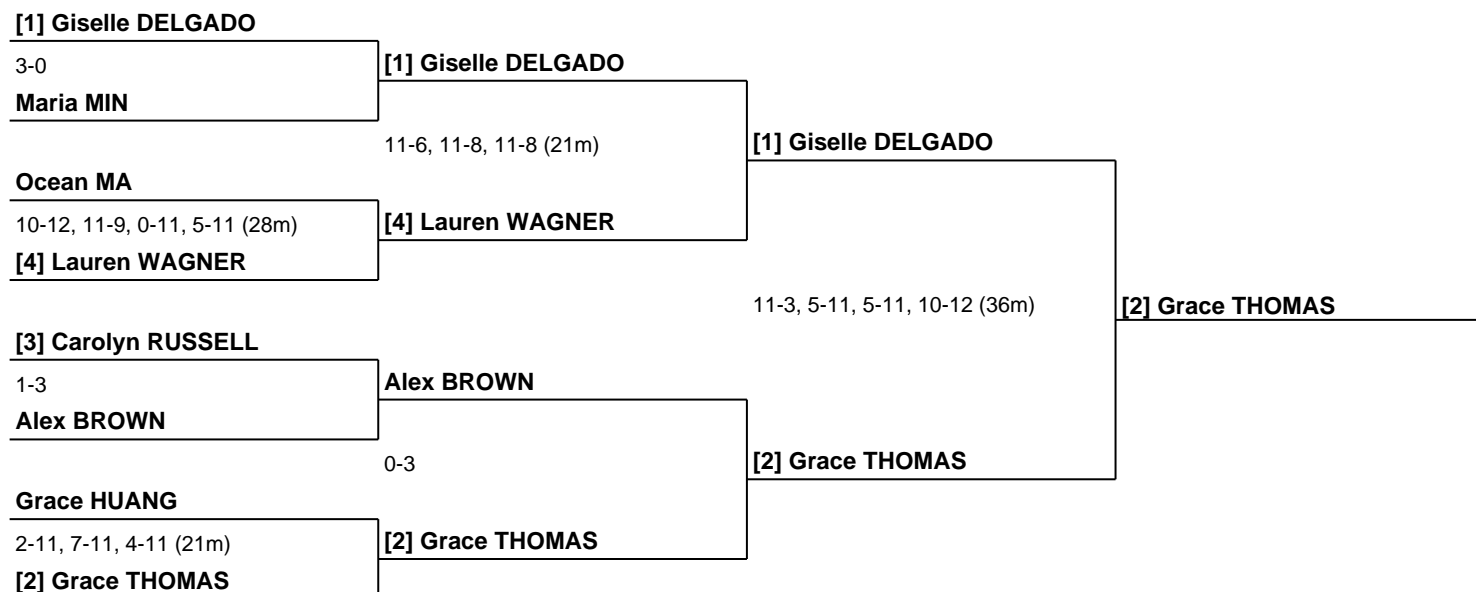 [1] Giselle DELGADO
3-0
[1] Giselle DELGADO
Maria MIN
11-6, 11-8, 11-8 (21m)
[1] Giselle DELGADO
Ocean MA
10-12, 11-9, 0-11, 5-11 (28m)
[4] Lauren WAGNER
[4] Lauren WAGNER
11-3, 5-11, 5-11, 10-12 (36m)
[2] Grace THOMAS
[3] Carolyn RUSSELL
1-3
Alex BROWN
Alex BROWN
0-3
[2] Grace THOMAS
Grace HUANG
2-11, 7-11, 4-11 (21m)
[2] Grace THOMAS
[2] Grace THOMAS